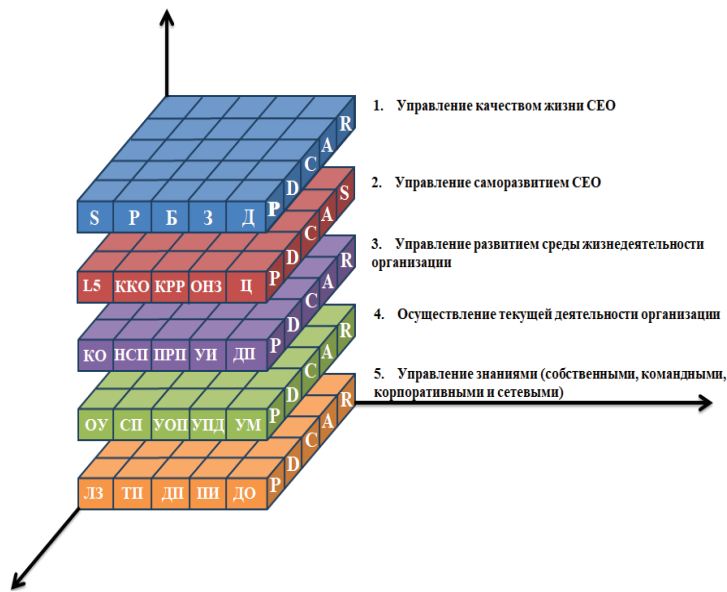 1. Управление качеством жизни CEO
R
A
C
D
P
S Р Б З Д
2. Управление саморазвитием CEO
S
A
C
D
P
L5 ККО КРР ОНЗ Ц
3. Управление развитием среды жизнедеятельности
организации
R
A
C
D
P
КО НСП ПРП УИ ДП
4. Осуществление текущей деятельности организации
R
A
C
D
P
ОУ СП УОП УПД УМ
5. Управление знаниями (собственными, командными,
корпоративными и сетевыми)
R
A
C
D
P
ЛЗ ТП ДП ПИ ДО